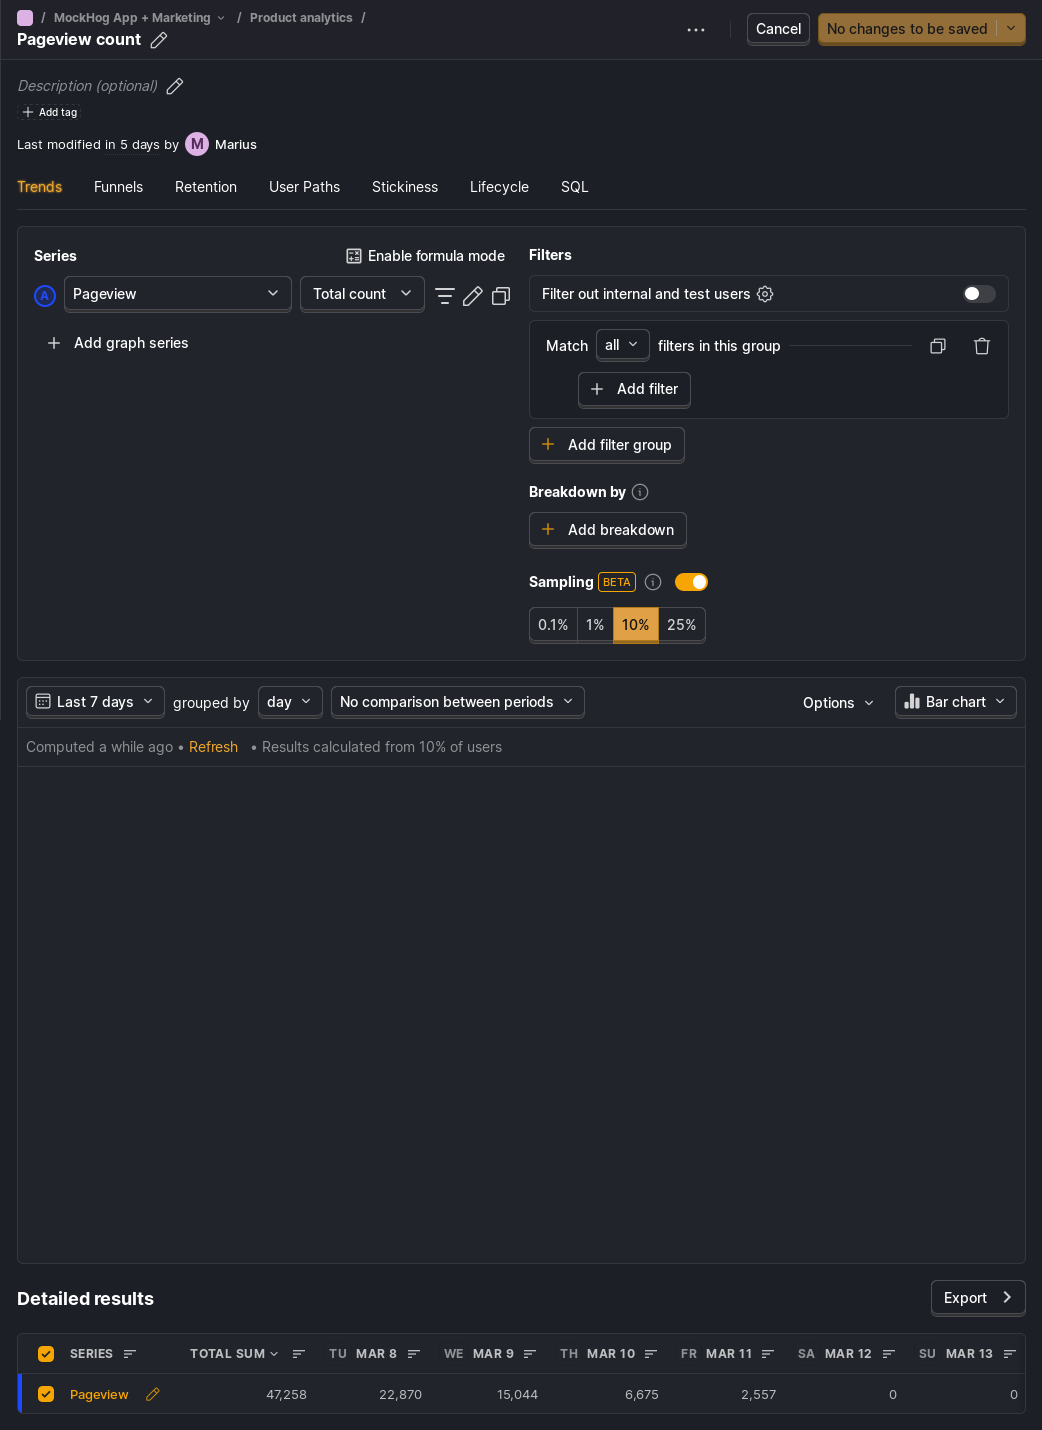 / MockHog App + Marketing / Product analytics /
Pageview count
Cancel
No changes to be saved
Description (optional)
Add tag
Last modified in 5 days by M Marius
Trends Funnels Retention User Paths Stickiness Lifecycle SQL
Series
Enable formula mode
A Pageview Total count
Add graph series
Filters
Filter out internal and test users
Match all filters in this group
Add filter
Add filter group
Breakdown by
Add breakdown
Sampling BETA
0.1% 1% 10% 25%
Last 7 days grouped by day No comparison between periods Options Bar chart
Computed a while ago • Refresh • Results calculated from 10% of users
Detailed results
Export
SERIES TOTAL SUM TU MAR 8 WE MAR 9 TH MAR 10 FR MAR 11 SA MAR 12 SU MAR 13
Pageview 47,258 22,870 15,044 6,675 2,557 0 0